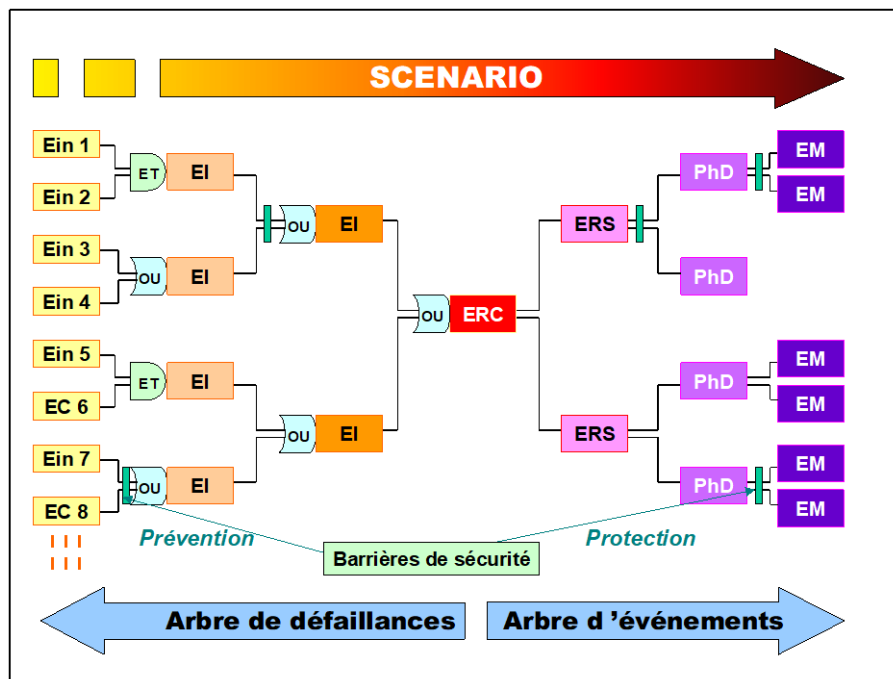 SCENARIO
Ein 1
Ein 2
ET
EI
Ein 3
Ein 4
OU
EI
OU
EI
Ein 5
EC 6
ET
EI
Ein 7
EC 8
OU
EI
OU
EI
OU
ERC
ERS
PhD
EM
EM
PhD
ERS
PhD
EM
EM
PhD
EM
EM
Prévention
Barrières de sécurité
Protection
Arbre de défaillances
Arbre d ’événements